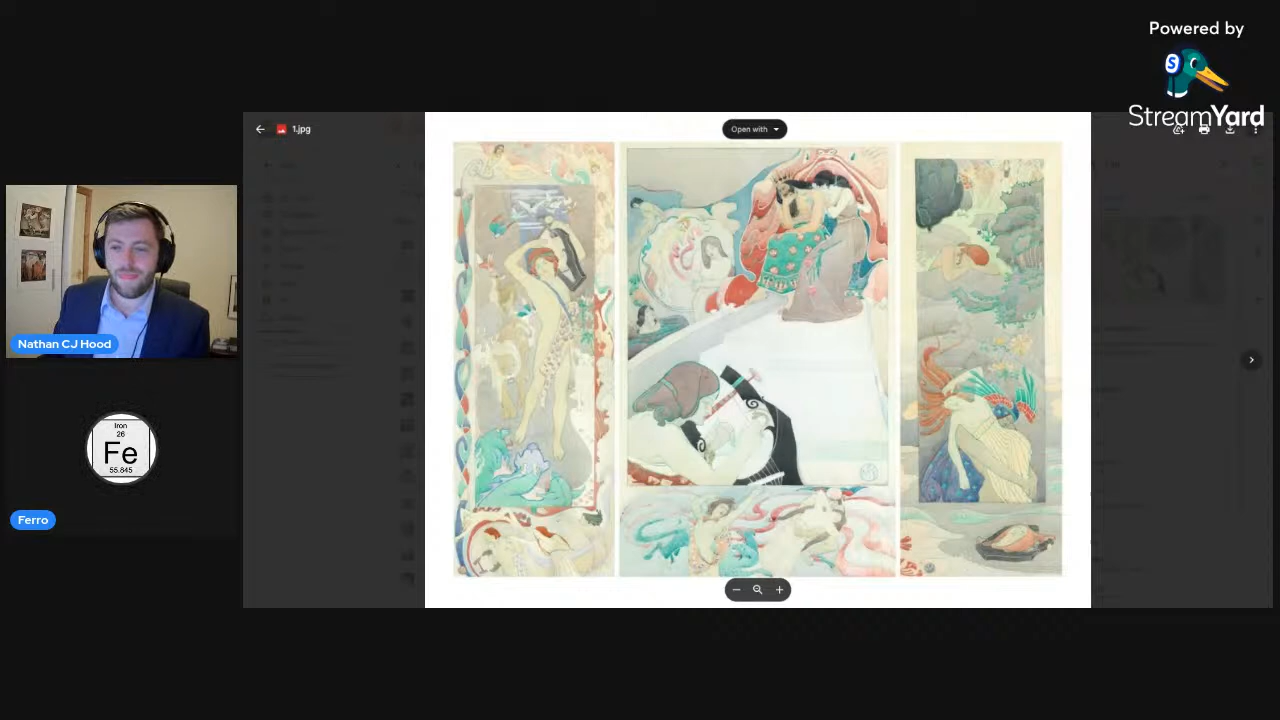 Powered by
StreamYard
1.jpg
Open with
Nathan CJ Hood
Iron
26
Fe
55.845
Ferro